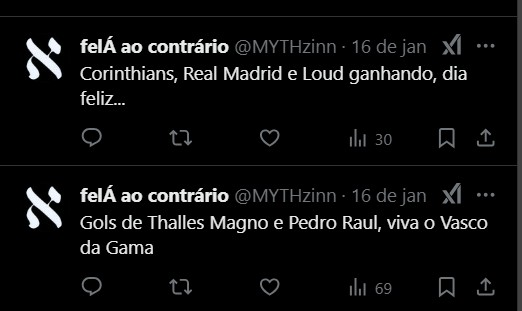 felÁ ao contrário @MYTHzinn · 16 de jan
Corinthians, Real Madrid e Loud ganhando, dia
feliz...
30
felÁ ao contrário @MYTHzinn · 16 de jan
Gols de Thalles Magno e Pedro Raul, viva o Vasco
da Gama
69